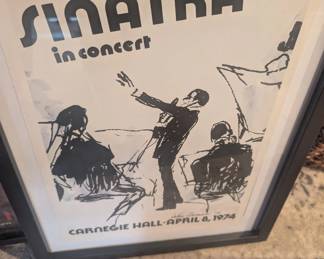 SINATRA
in concert
CARNEGIE HALL·APRIL 8, 1974